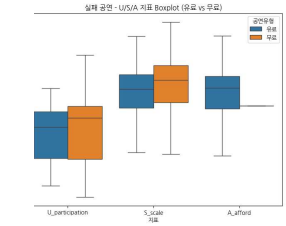 실패 공연 - U/S/A 지표 Boxplot (유료 vs 무료)
공연유형
유료
무료
U_participation
S_scale
A_afford
지표